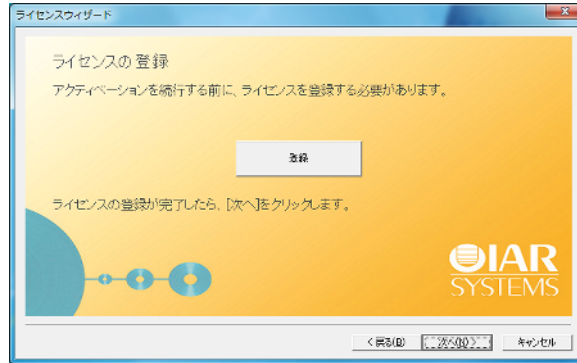 ライセンスウィザード
ライセンスの登録
アクティベーションを続行する前に、ライセンスを登録する必要があります。
登録
ライセンスの登録が完了したら、[次へ]をクリックします。
IAR
SYSTEMS
< 戻る(B)
次へ(N) >
キャンセル